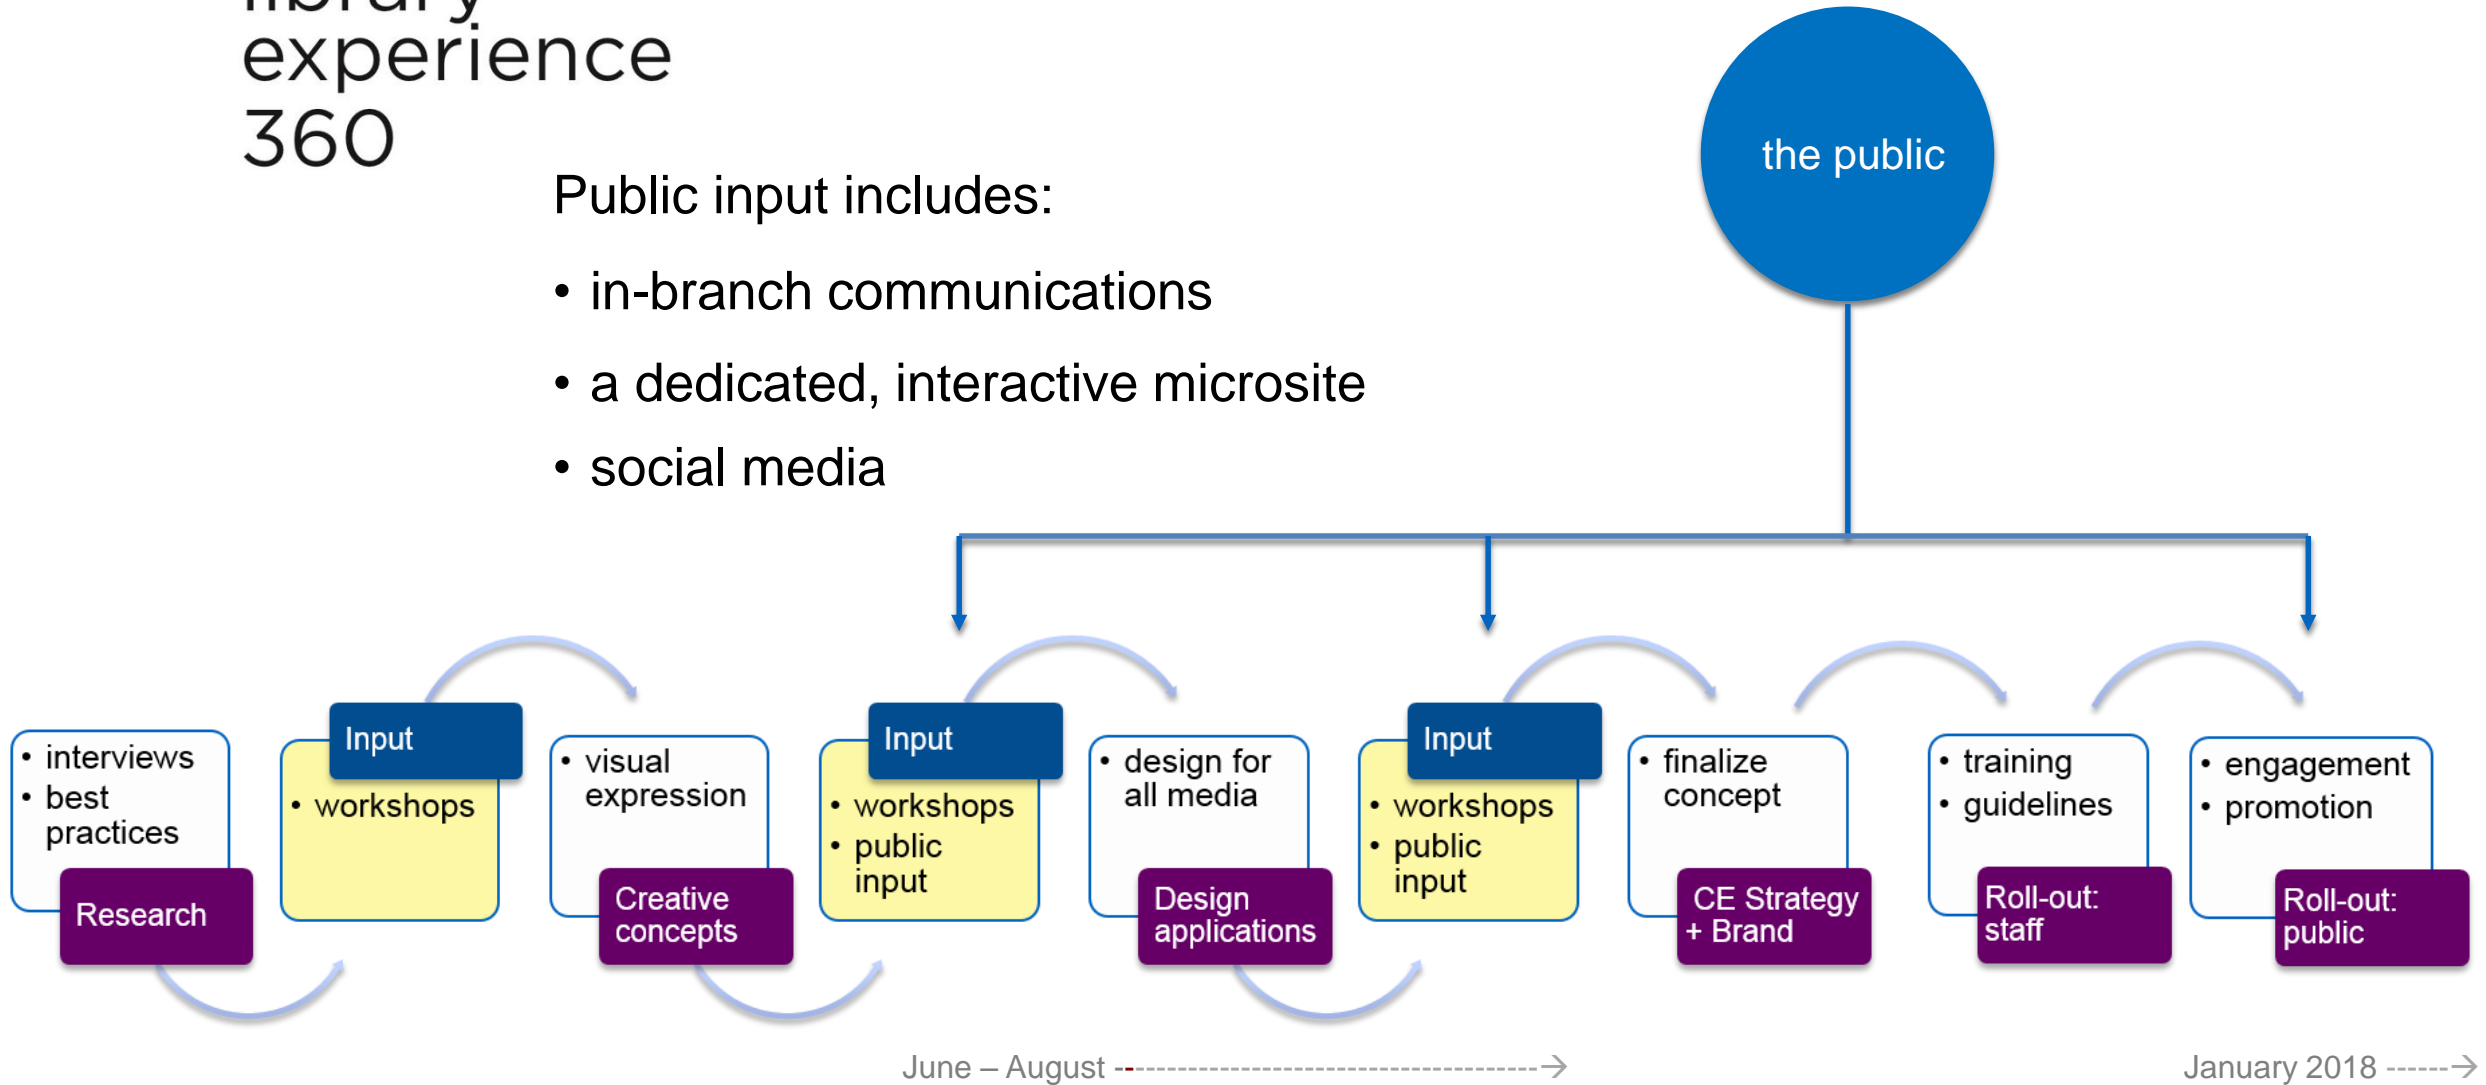 library
experience
360
the public
Public input includes:
• in-branch communications
• a dedicated, interactive microsite
• social media
• interviews
• best
practices
Research
Input
• workshops
• visual
expression
Creative
concepts
Input
• workshops
• public
input
• design for
all media
Design
applications
Input
• workshops
• public
input
• finalize
concept
CE Strategy
+ Brand
• training
• guidelines
Roll-out:
staff
• engagement
• promotion
Roll-out:
public
June – August ---------------------------------------→
January 2018 ------→